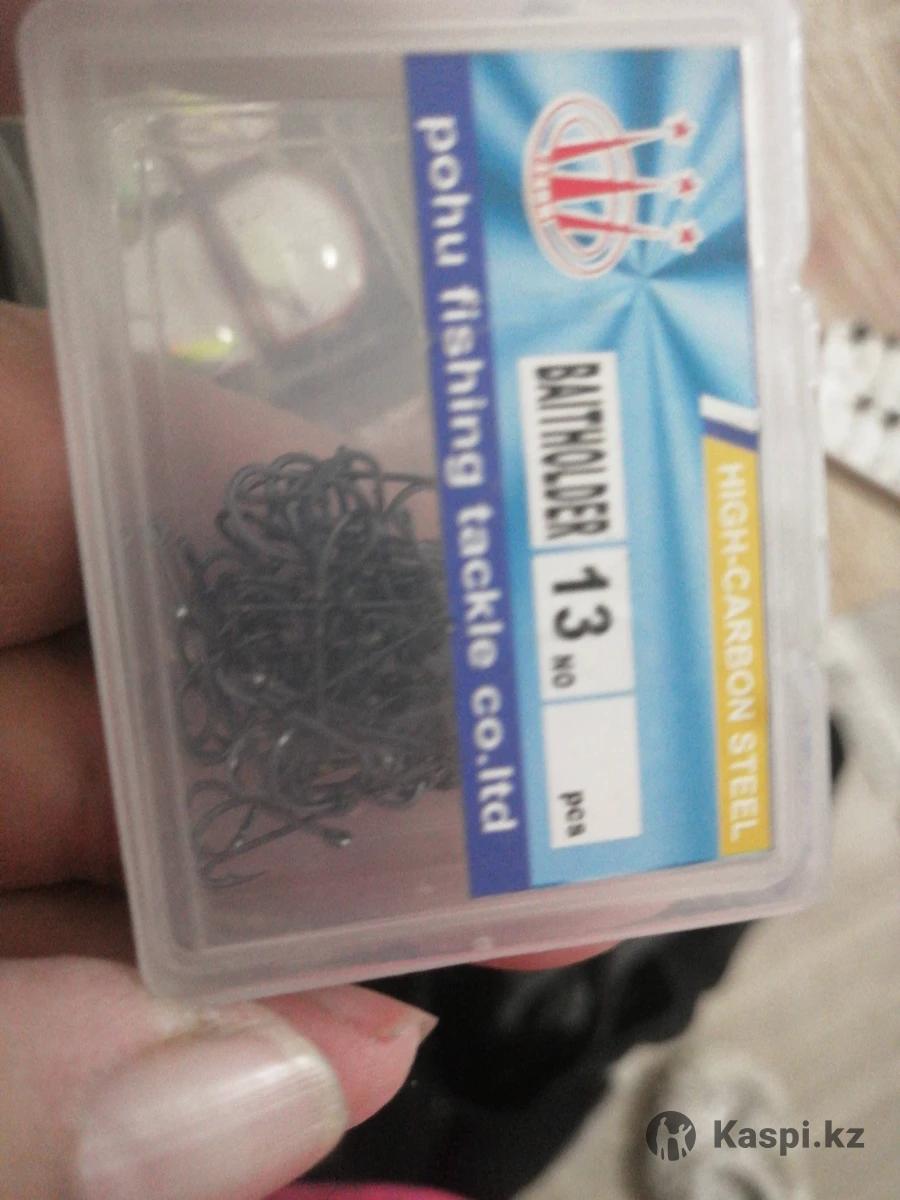 HIGH-CARBON STEEL
BAITHOLDER 13 NO pcs
pohu fishing tackle co.ltd
Kaspi.kz